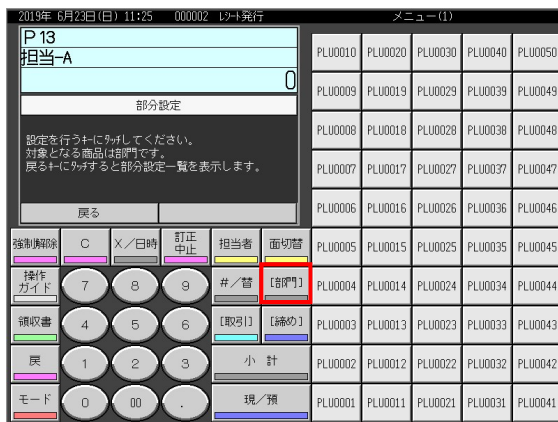 2019年 6月23日(日) 11:25 000002 レシート発行 メニュー(1)
P 13
担当-A
0
部分設定
設定を行うキーにタッチしてください。
対象となる商品は部門です。
戻るキーにタッチすると部分設定一覧を表示します。
戻る
強制解除 C ×/日時 訂正中止 担当者 面切替
操作ガイド 7 8 9 #/替 [部門]
領収書 4 5 6 [取引] [締め]
戻 1 2 3 小 計
モード 0 00 . 現/預
PLU0010 PLU0020 PLU0030 PLU0040 PLU0050
PLU0009 PLU0019 PLU0029 PLU0039 PLU0049
PLU0008 PLU0018 PLU0028 PLU0038 PLU0048
PLU0007 PLU0017 PLU0027 PLU0037 PLU0047
PLU0006 PLU0016 PLU0026 PLU0036 PLU0046
PLU0005 PLU0015 PLU0025 PLU0035 PLU0045
PLU0004 PLU0014 PLU0024 PLU0034 PLU0044
PLU0003 PLU0013 PLU0023 PLU0033 PLU0043
PLU0002 PLU0012 PLU0022 PLU0032 PLU0042
PLU0001 PLU0011 PLU0021 PLU0031 PLU0041